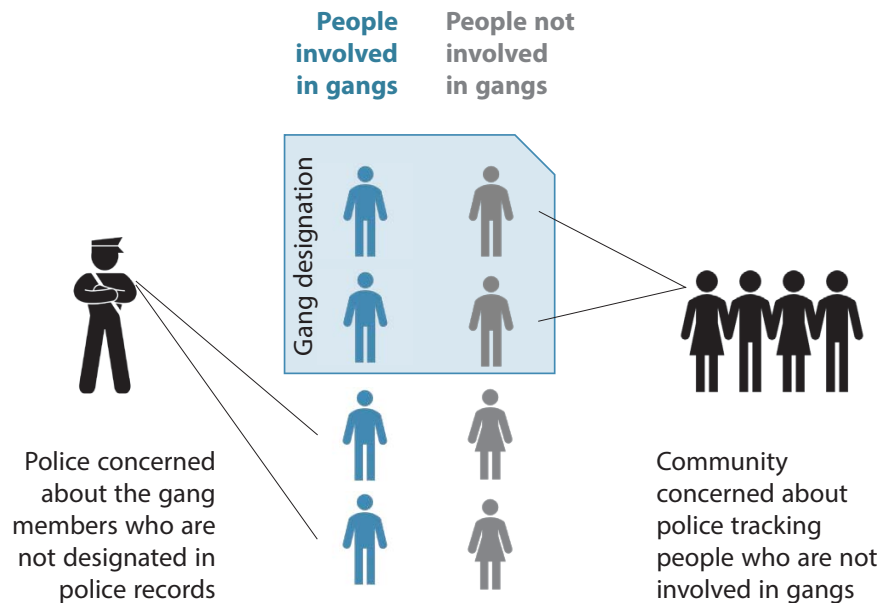 People
involved
in gangs
People not
involved
in gangs
Gang designation
Police concerned
about the gang
members who are
not designated in
police records
Community
concerned about
police tracking
people who are not
involved in gangs